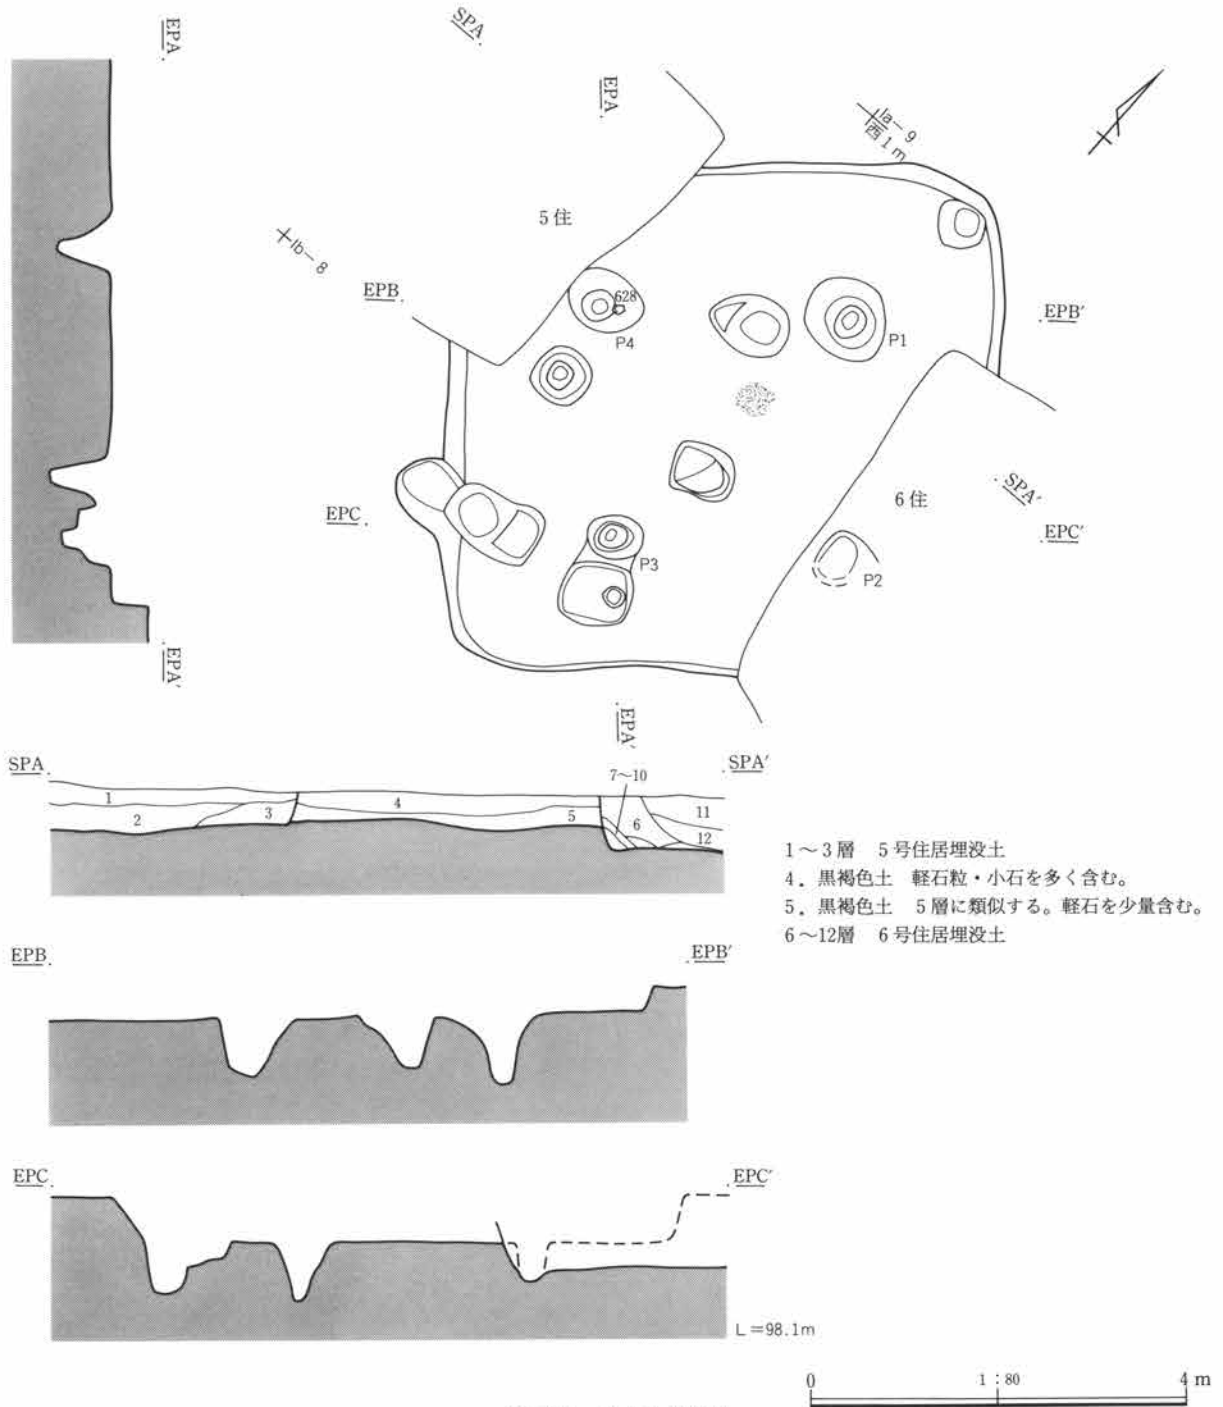 EPA.
SPA.
EPA.
Ia－9
西1m
5住
Ib－8
EPB.
628
P4
P1
.EPB′
EPC.
P3
6住
.SPA′
.EPC′
P2
EPA′
EPA′
SPA.
.SPA′
7～10
1
2
3
4
5
6
11
12
1～3層　5号住居埋没土
4．黒褐色土　軽石粒・小石を多く含む。
5．黒褐色土　5層に類似する。軽石を少量含む。
6～12層　6号住居埋没土
EPB.
.EPB′
EPC.
.EPC′
L＝98.1m
0　1：80　4m